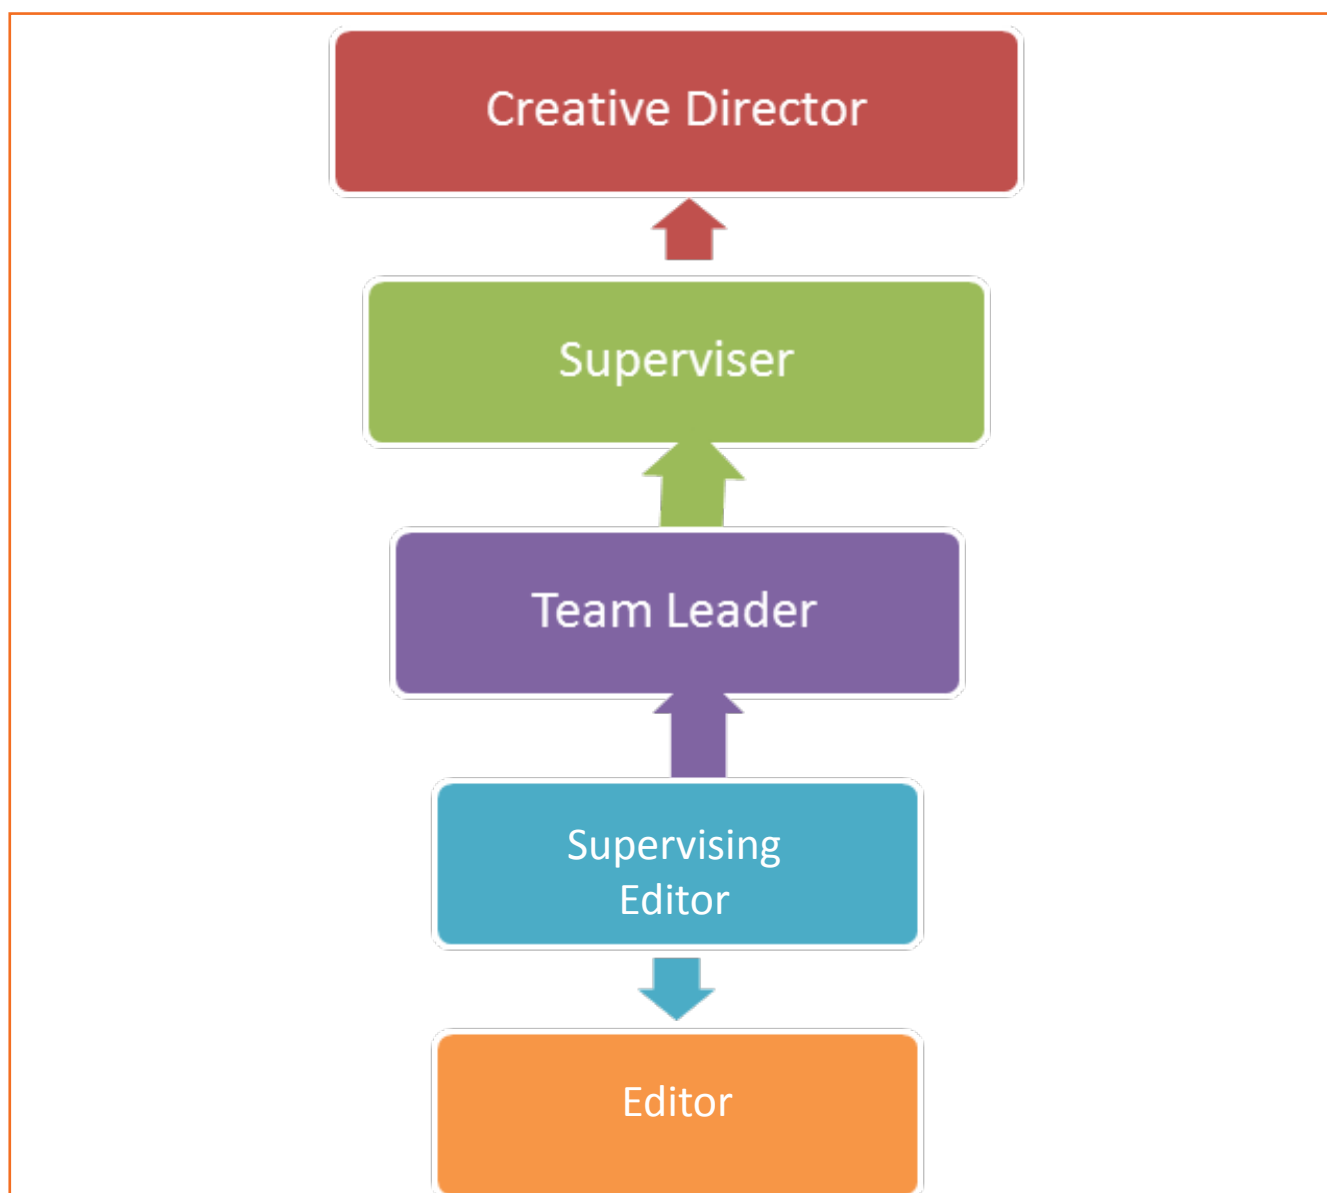 Creative Director
Superviser
Team Leader
Supervising
Editor
Editor